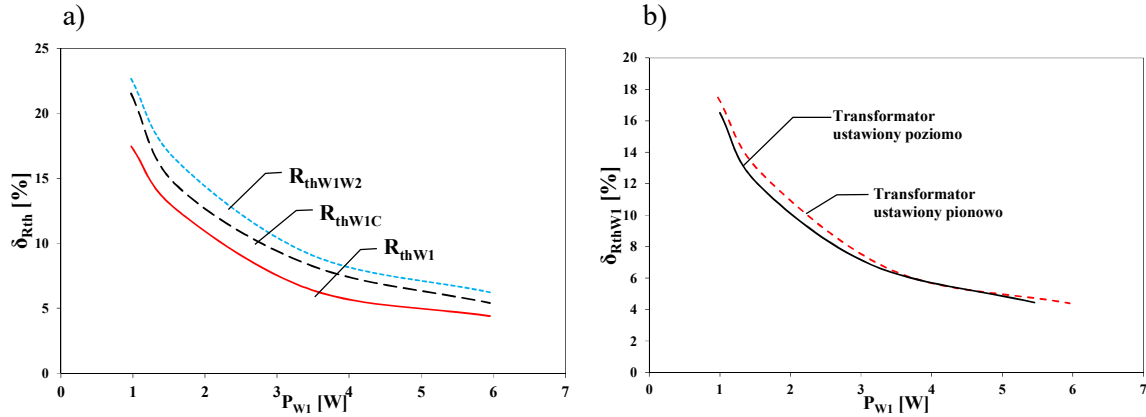 a)
25
20
15
10
5
0
δRth [%]
RthW1W2
RthW1C
RthW1
0 1 2 3 4 5 6 7
PW1 [W]
b)
20
18
16
14
12
10
8
6
4
2
0
δRthW1 [%]
Transformator
ustawiony poziomo
Transformator
ustawiony pionowo
0 1 2 3 4 5 6 7
PW1 [W]